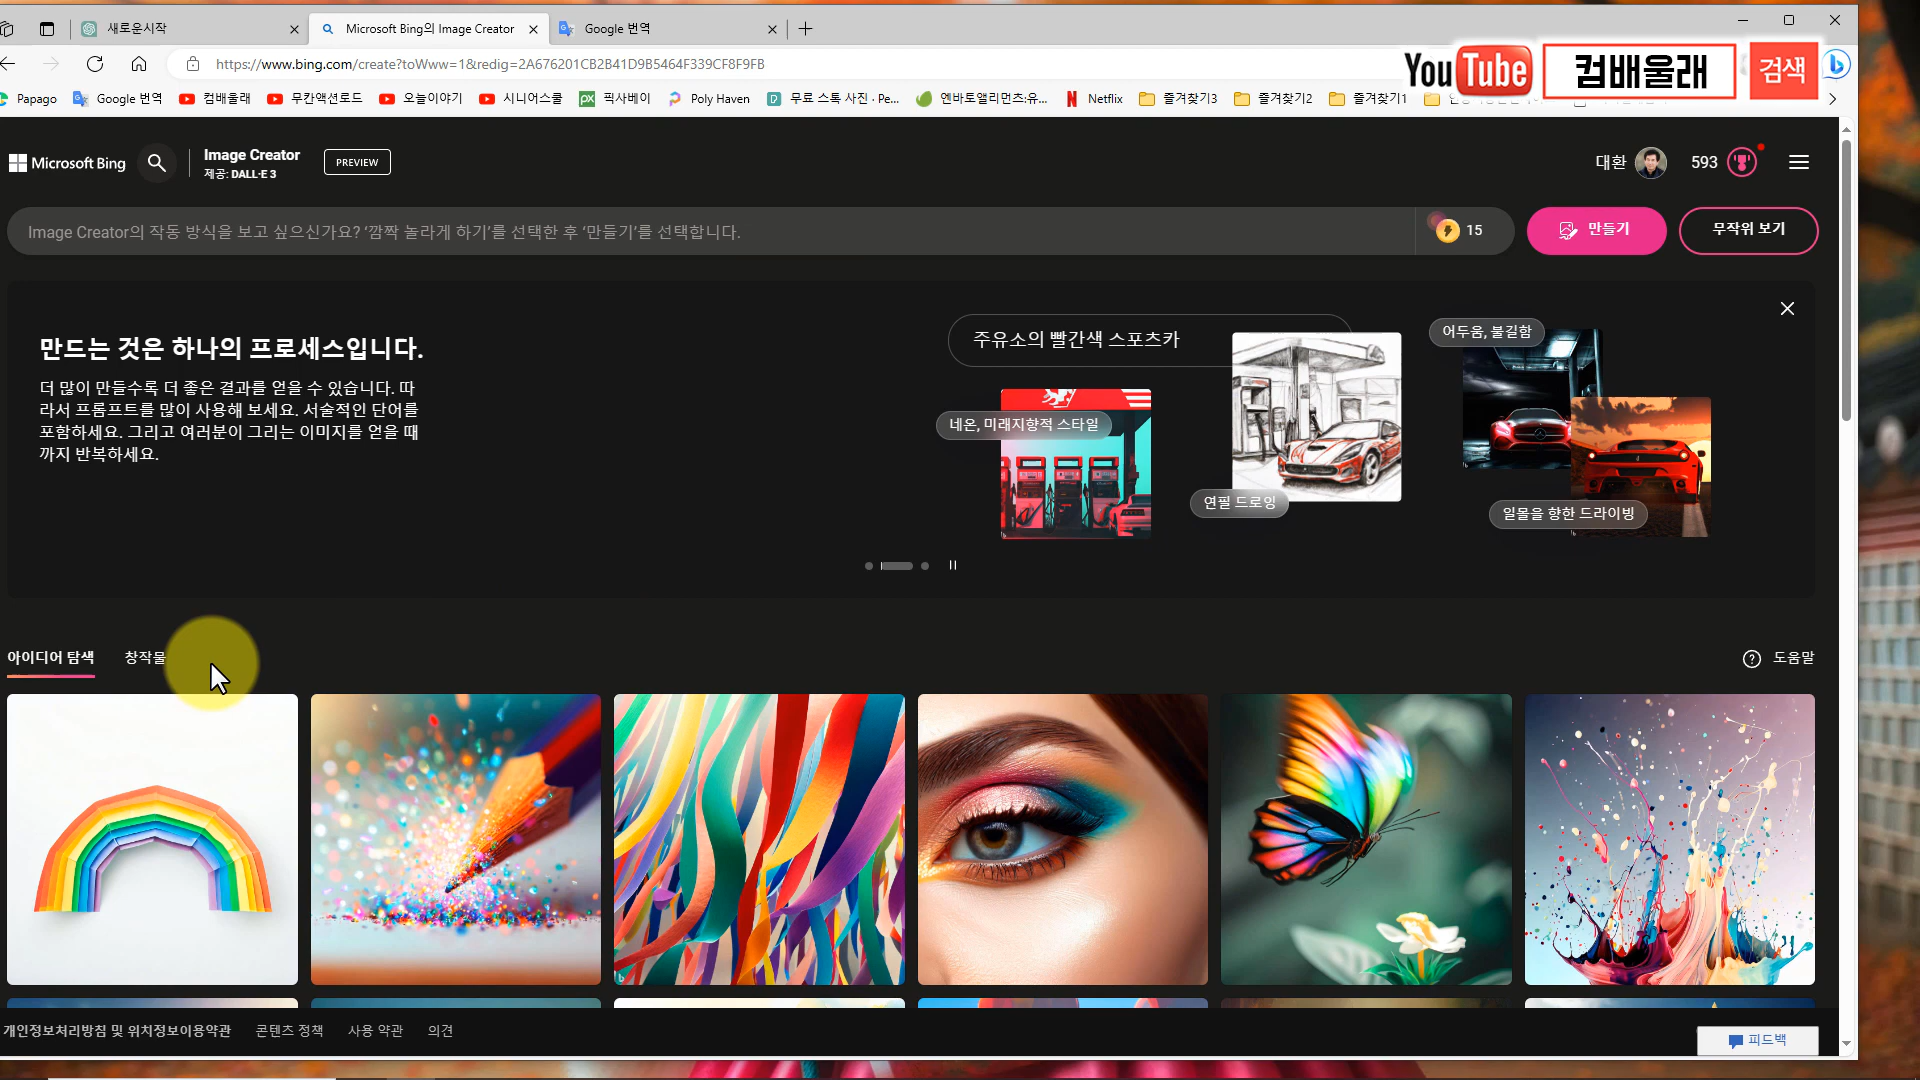 새로운시작
Microsoft Bing의 Image Creator
Google 번역
https://www.bing.com/create?toWww=1&redig=2A676201CB2B41D9B5464F339CF8F9FB
YouTube 컴배울래 검색
Papago
Google 번역
컴배울래
무칸액션로드
오늘이야기
시니어스쿨
픽사베이
Poly Haven
무료 스톡 사진 · Pe...
엔바토앨리먼츠:유...
Netflix
즐겨찾기3
즐겨찾기2
즐겨찾기1
Microsoft Bing
Image Creator
제공: DALL·E 3
PREVIEW
대환
593
Image Creator의 작동 방식을 보고 싶으신가요? ‘깜짝 놀라게 하기’를 선택한 후 ‘만들기’를 선택합니다.
15
만들기
무작위 보기
만드는 것은 하나의 프로세스입니다.
더 많이 만들수록 더 좋은 결과를 얻을 수 있습니다. 따
라서 프롬프트를 많이 사용해 보세요. 서술적인 단어를
포함하세요. 그리고 여러분이 그리는 이미지를 얻을 때
까지 반복하세요.
주유소의 빨간색 스포츠카
어두움, 불길함
네온, 미래지향적 스타일
연필 드로잉
일몰을 향한 드라이빙
아이디어 탐색
창작물
도움말
개인정보처리방침 및 위치정보이용약관
콘텐츠 정책
사용 약관
의견
피드백